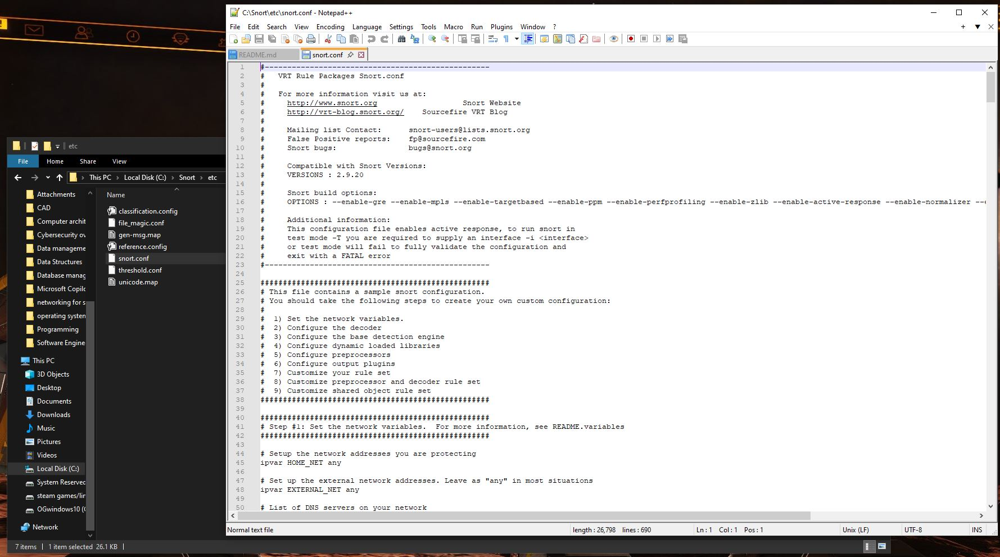 C:\Snort\etc\snort.conf - Notepad++
File Edit Search View Encoding Language Settings Tools Macro Run Plugins Window ?
README.md snort.conf
1 #--------------------------------------------------
2 #   VRT Rule Packages Snort.conf
3 #
4 #   For more information visit us at:
5 #     http://www.snort.org                   Snort Website
6 #     http://vrt-blog.snort.org/    Sourcefire VRT Blog
7 #
8 #     Mailing list Contact:      snort-users@lists.snort.org
9 #     False Positive reports:    fp@sourcefire.com
10 #     Snort bugs:                bugs@snort.org
11 #
12 #     Compatible with Snort Versions:
13 #     VERSIONS : 2.9.20
14 #
15 #     Snort build options:
16 #     OPTIONS : --enable-gre --enable-mpls --enable-targetbased --enable-ppm --enable-perfprofiling --enable-zlib --enable-active-response --enable-normalizer --
17 #
18 #     Additional information:
19 #     This configuration file enables active response, to run snort in
20 #     test mode -T you are required to supply an interface -i <interface>
21 #     or test mode will fail to fully validate the configuration and
22 #     exit with a FATAL error
23 #--------------------------------------------------
24
25 ###################################################
26 # This file contains a sample snort configuration.
27 # You should take the following steps to create your own custom configuration:
28 #
29 #  1) Set the network variables.
30 #  2) Configure the decoder
31 #  3) Configure the base detection engine
32 #  4) Configure dynamic loaded libraries
33 #  5) Configure preprocessors
34 #  6) Configure output plugins
35 #  7) Customize your rule set
36 #  8) Customize preprocessor and decoder rule set
37 #  9) Customize shared object rule set
38 ###################################################
39
40 ###################################################
41 # Step #1: Set the network variables.  For more information, see README.variables
42 ###################################################
43
44 # Setup the network addresses you are protecting
45 ipvar HOME_NET any
46
47 # Set up the external network addresses. Leave as "any" in most situations
48 ipvar EXTERNAL_NET any
49
50 # List of DNS servers on your network
Normal text file length : 26,798 lines : 690 Ln : 1 Col : 1 Pos : 1 Unix (LF) UTF-8 INS
etc
File Home Share View
This PC Local Disk (C:) Snort etc
Attachments
CAD
Computer archit
Cybersecurity ov
Data manageme
Data Structures
Database manag
Microsoft Copilo
networking for s
operating system
Programming
Software Engine
This PC
3D Objects
Desktop
Documents
Downloads
Music
Pictures
Videos
Local Disk (C:)
System Reserved
steam games/lin
OGwindows10 (
Network
Name
classification.config
file_magic.conf
gen-msg.map
reference.config
snort.conf
threshold.conf
unicode.map
7 items 1 item selected 26.1 KB